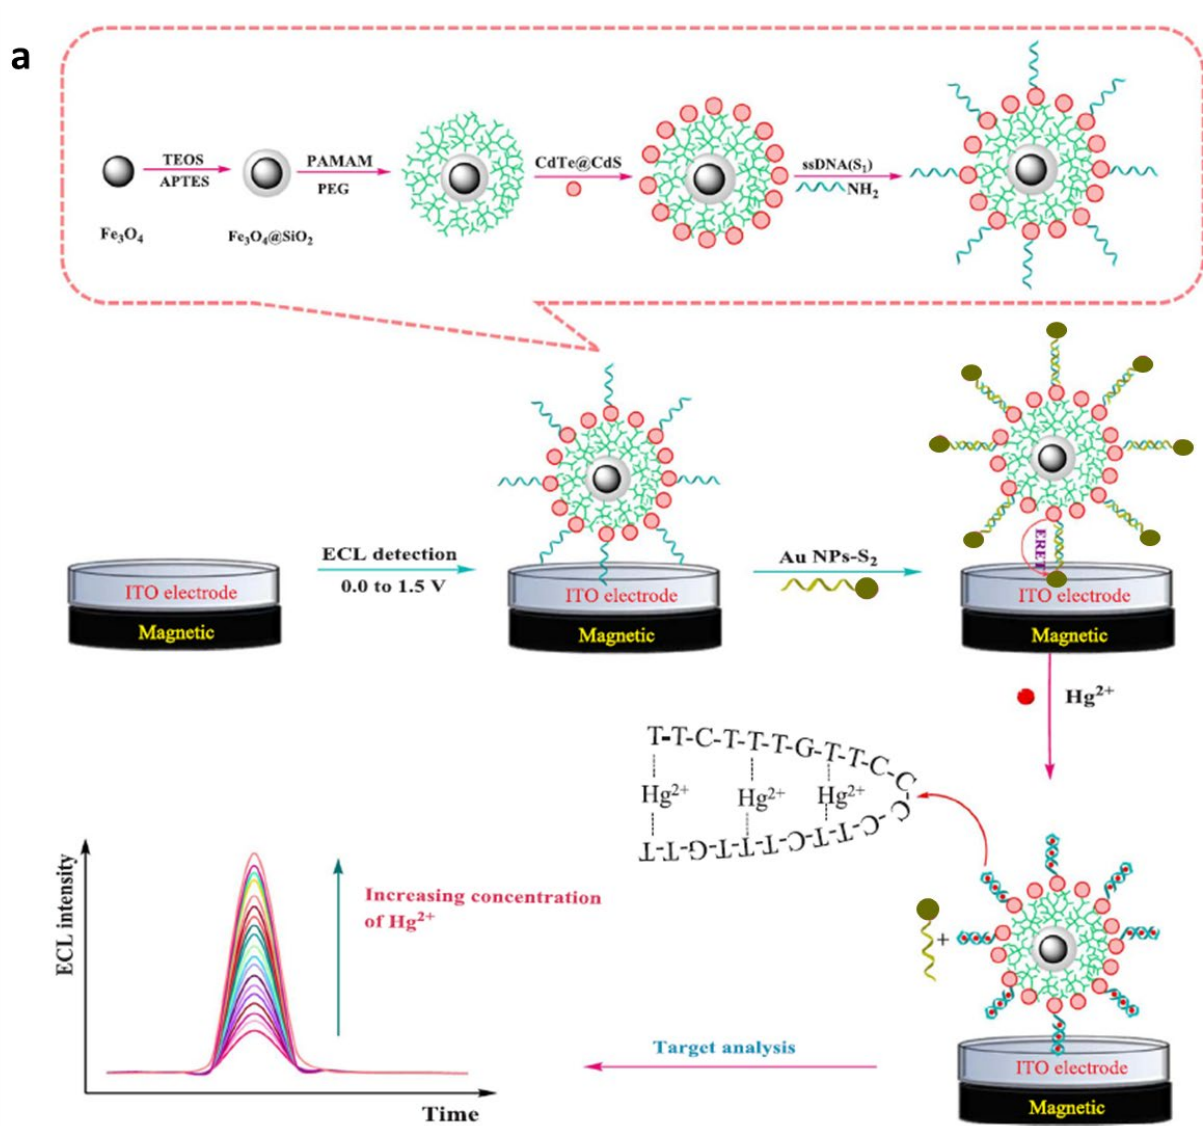 a
TEOS
APTES
PAMAM
PEG
CdTe@CdS
ssDNA(S₁)
NH₂
Fe₃O₄
Fe₃O₄@SiO₂
ECL detection
0.0 to 1.5 V
Au NPs-S₂
ERET
ITO electrode
Magnetic
ITO electrode
Magnetic
ITO electrode
Magnetic
Hg²⁺
T-T-C-T-T-T-G-T-T-C-C
Hg²⁺ Hg²⁺ Hg²⁺
T-T-G-T-T-T-C-T-T-C-C
+
ECL intensity
Increasing concentration
of Hg²⁺
Time
Target analysis
ITO electrode
Magnetic